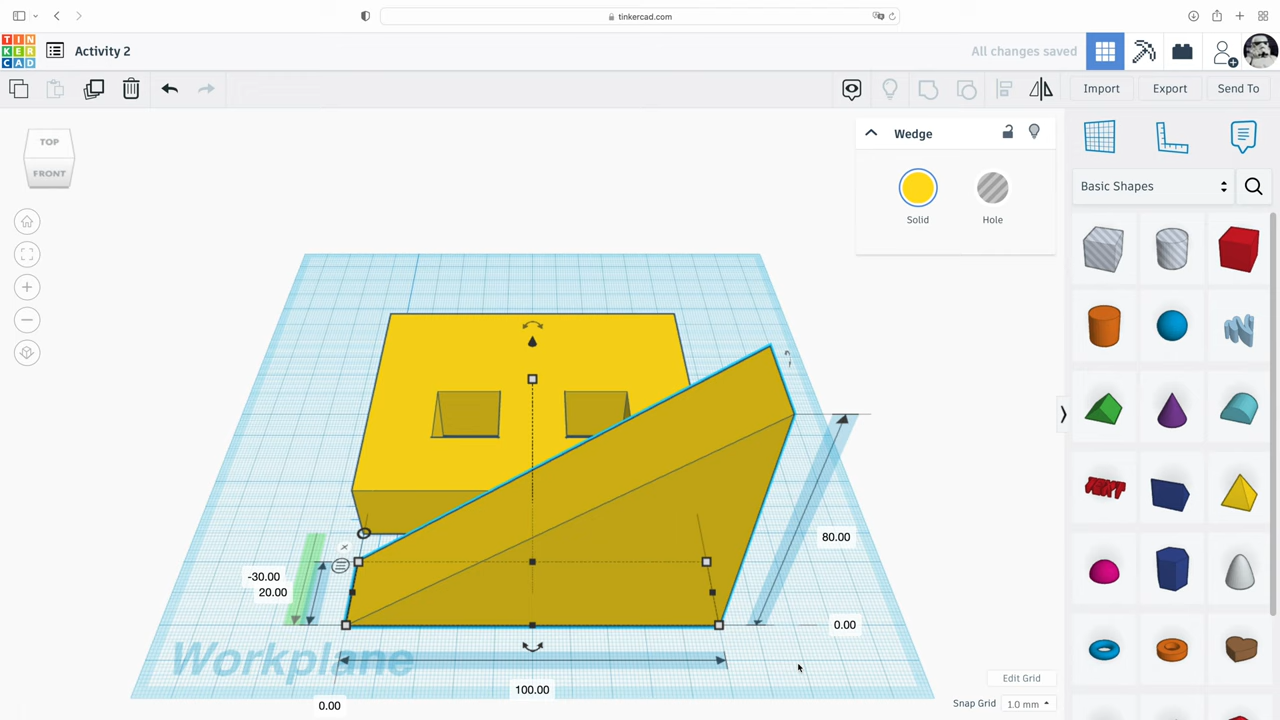 tinkercad.com
TIN
KER
CAD
Activity 2
All changes saved
Import
Export
Send To
TOP
FRONT
Wedge
Solid
Hole
Basic Shapes
TEXT
80.00
-30.00
20.00
0.00
Workplane
100.00
0.00
Edit Grid
Snap Grid
1.0 mm